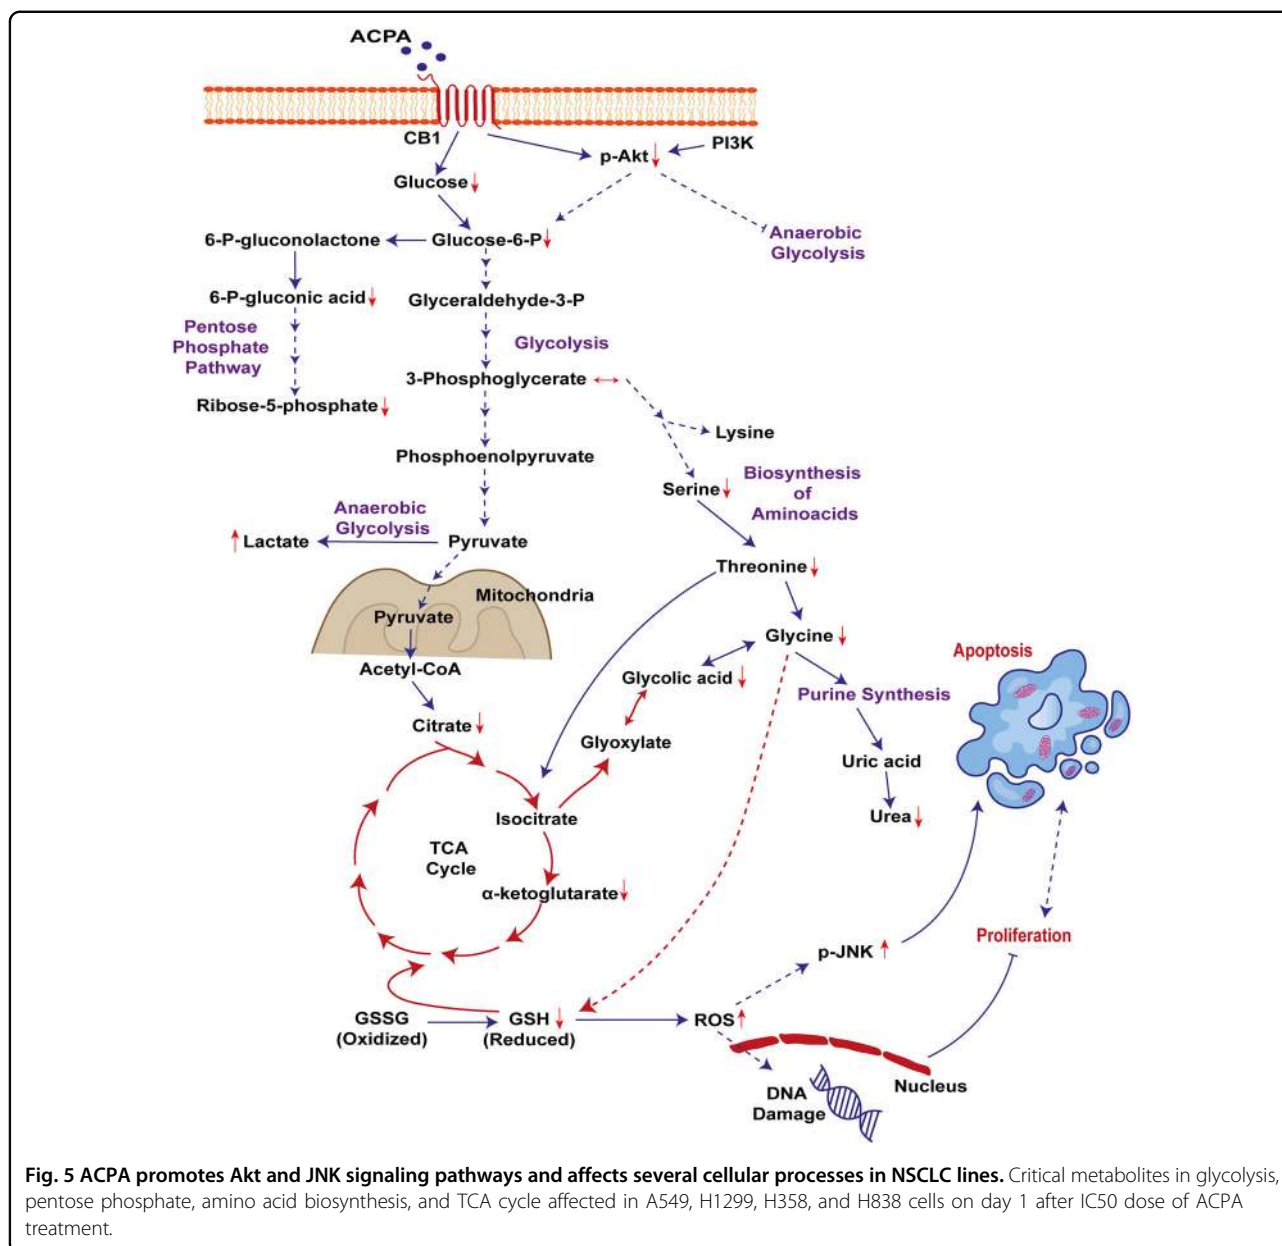 ACPA
CB1
p-Akt
PI3K
Glucose
6-P-gluconolactone
Glucose-6-P
Anaerobic
Glycolysis
6-P-gluconic acid
Glyceraldehyde-3-P
Pentose
Phosphate
Pathway
Glycolysis
3-Phosphoglycerate
Ribose-5-phosphate
Lysine
Phosphoenolpyruvate
Serine
Biosynthesis
of
Aminoacids
Anaerobic
Glycolysis
Lactate
Pyruvate
Threonine
Mitochondria
Pyruvate
Glycine
Acetyl-CoA
Glycolic acid
Apoptosis
Purine Synthesis
Citrate
Glyoxylate
Uric acid
Isocitrate
Urea
TCA
Cycle
α-ketoglutarate
Proliferation
p-JNK
GSSG
(Oxidized)
GSH
(Reduced)
ROS
Nucleus
DNA
Damage
Fig. 5 ACPA promotes Akt and JNK signaling pathways and affects several cellular processes in NSCLC lines. Critical metabolites in glycolysis,
pentose phosphate, amino acid biosynthesis, and TCA cycle affected in A549, H1299, H358, and H838 cells on day 1 after IC50 dose of ACPA
treatment.